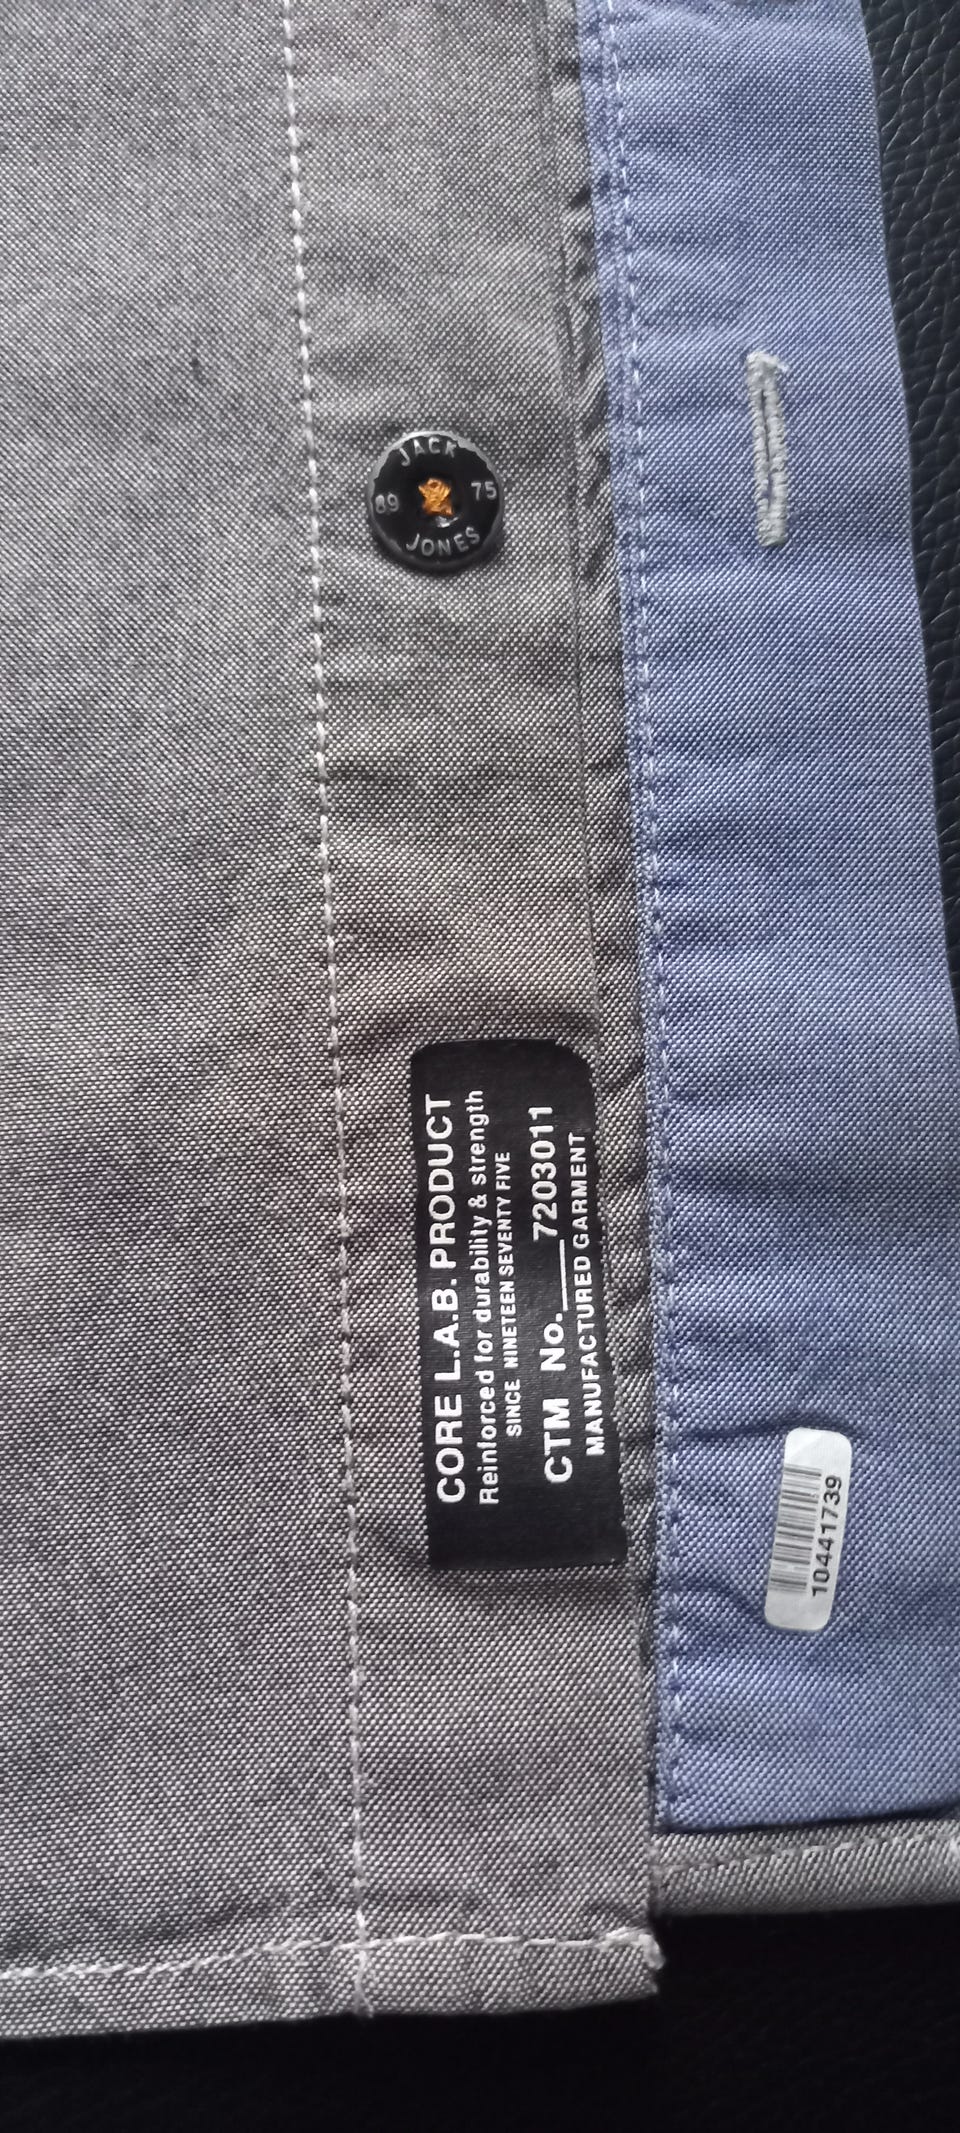 JACK
89 75
JONES
CORE L.A.B. PRODUCT
Reinforced for durability & strength
SINCE NINETEEN SEVENTY FIVE
CTM No.___7203011
MANUFACTURED GARMENT
10441739